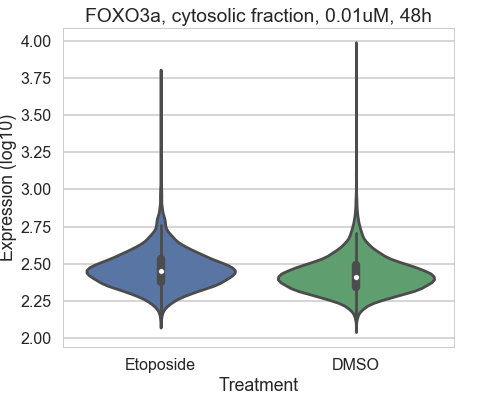 FOXO3a, cytosolic fraction, 0.01uM, 48h
Expression (log10)
4.00
3.75
3.50
3.25
3.00
2.75
2.50
2.25
2.00
Etoposide DMSO
Treatment